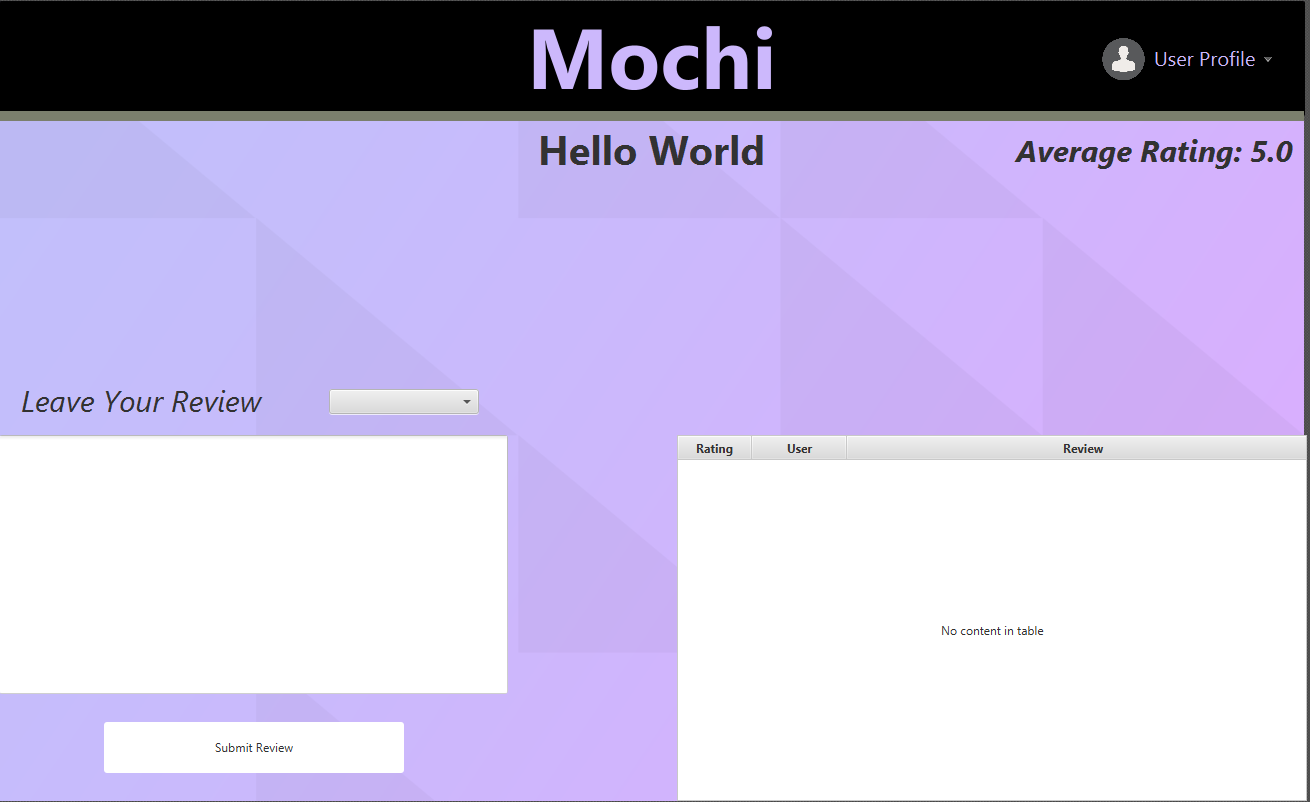 Mochi
User Profile
Hello World
Average Rating: 5.0
Leave Your Review
Rating User Review
No content in table
Submit Review